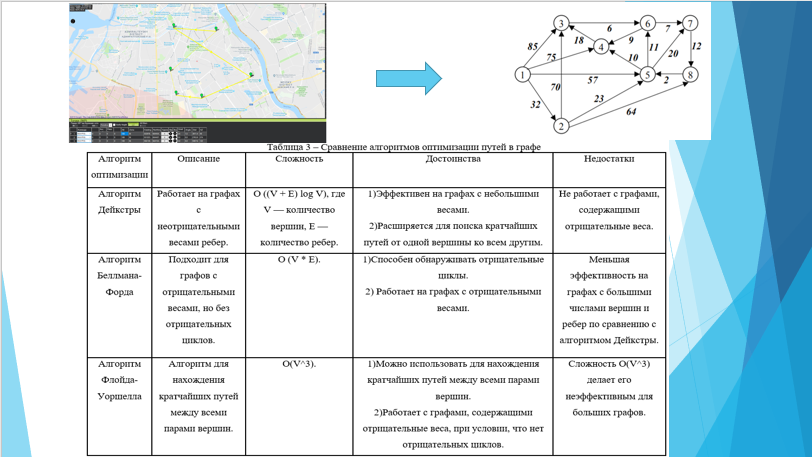 3
6
6
7
7
85
18
4
9
12
75
11
20
10
1
57
5
2
8
70
32
23
64
2
Таблица 3 – Сравнение алгоритмов оптимизации путей в графе
Алгоритм
оптимизации
Описание
Сложность
Достоинства
Недостатки
Алгоритм
Дейкстры
Работает на графах
с
неотрицательными
весами ребер.
O ((V + E) log V), где
V — количество
вершин, E —
количество ребер.
1)Эффективен на графах с небольшими
весами.
2)Расширяется для поиска кратчайших
путей от одной вершины ко всем другим.
Не работает с графами,
содержащими
отрицательные веса.
Алгоритм
Беллмана-
Форда
Подходит для
графов с
отрицательными
весами, но без
отрицательных
циклов.
O (V * E).
1)Способен обнаруживать отрицательные
циклы.
2) Работает на графах с отрицательными
весами.
Меньшая
эффективность на
графах с большими
числами вершин и
ребер по сравнению с
алгоритмом Дейкстры.
Алгоритм
Флойда-
Уоршелла
Алгоритм для
нахождения
кратчайших путей
между всеми
парами вершин.
O(V^3).
1)Можно использовать для нахождения
кратчайших путей между всеми парами
вершин.
2)Работает с графами, содержащими
отрицательные веса, при условии, что нет
отрицательных циклов.
Сложность O(V^3)
делает его
неэффективным для
больших графов.